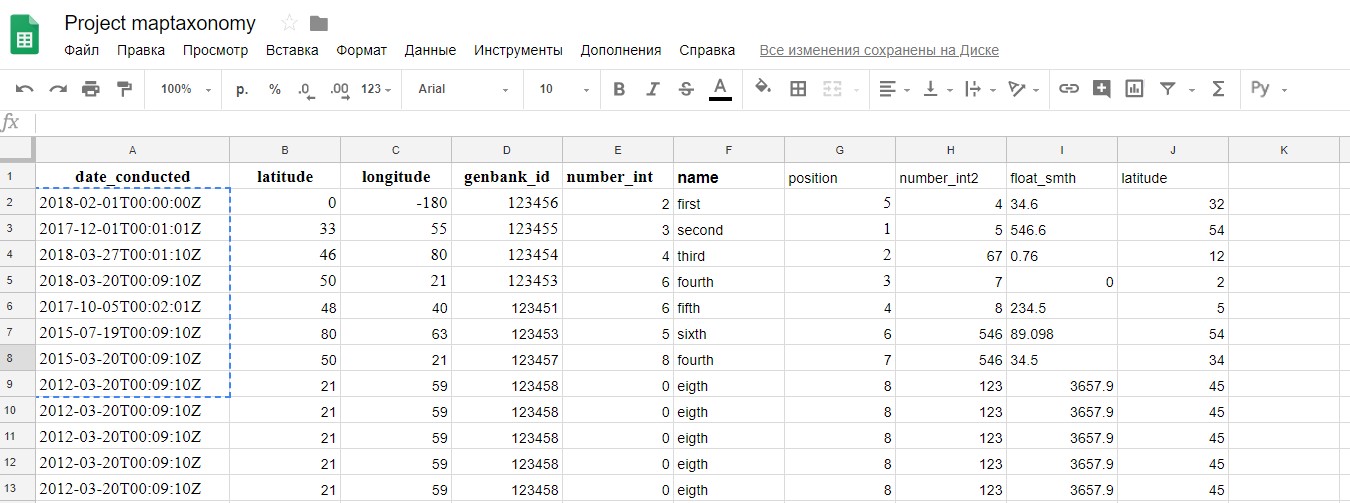 Project maptaxonomy
Файл Правка Просмотр Вставка Формат Данные Инструменты Дополнения Справка Все изменения сохранены на Диске
100% р. % .0 .00 123 Arial 10 B I S A Σ Ру
fx
A B C D E F G H I J K
1 date_conducted latitude longitude genbank_id number_int name position number_int2 float_smth latitude
2 2018-02-01T00:00:00Z 0 -180 123456 2 first 5 4 34.6 32
3 2017-12-01T00:01:01Z 33 55 123455 3 second 1 5 546.6 54
4 2018-03-27T00:01:10Z 46 80 123454 4 third 2 67 0.76 12
5 2018-03-20T00:09:10Z 50 21 123453 6 fourth 3 7 0 2
6 2017-10-05T00:02:01Z 48 40 123451 6 fifth 4 8 234.5 5
7 2015-07-19T00:09:10Z 80 63 123453 5 sixth 6 546 89.098 54
8 2015-03-20T00:09:10Z 50 21 123457 8 fourth 7 546 34.5 34
9 2012-03-20T00:09:10Z 21 59 123458 0 eigth 8 123 3657.9 45
10 2012-03-20T00:09:10Z 21 59 123458 0 eigth 8 123 3657.9 45
11 2012-03-20T00:09:10Z 21 59 123458 0 eigth 8 123 3657.9 45
12 2012-03-20T00:09:10Z 21 59 123458 0 eigth 8 123 3657.9 45
13 2012-03-20T00:09:10Z 21 59 123458 0 eigth 8 123 3657.9 45